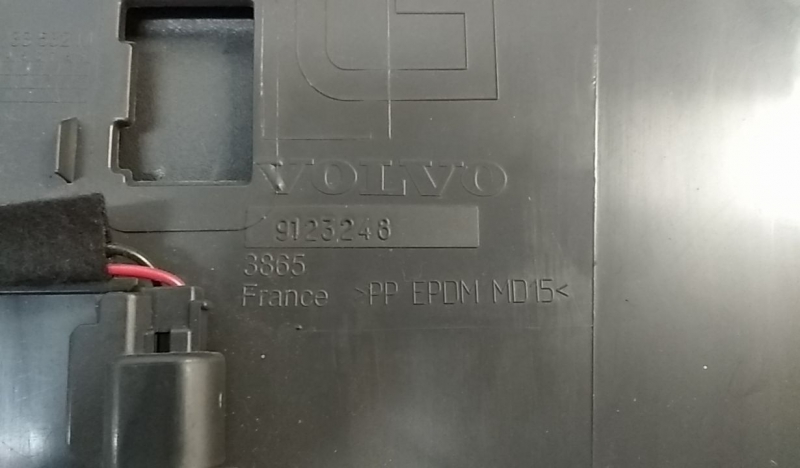 VOLVO
9123248
3865
France >PP EPDM MD15<